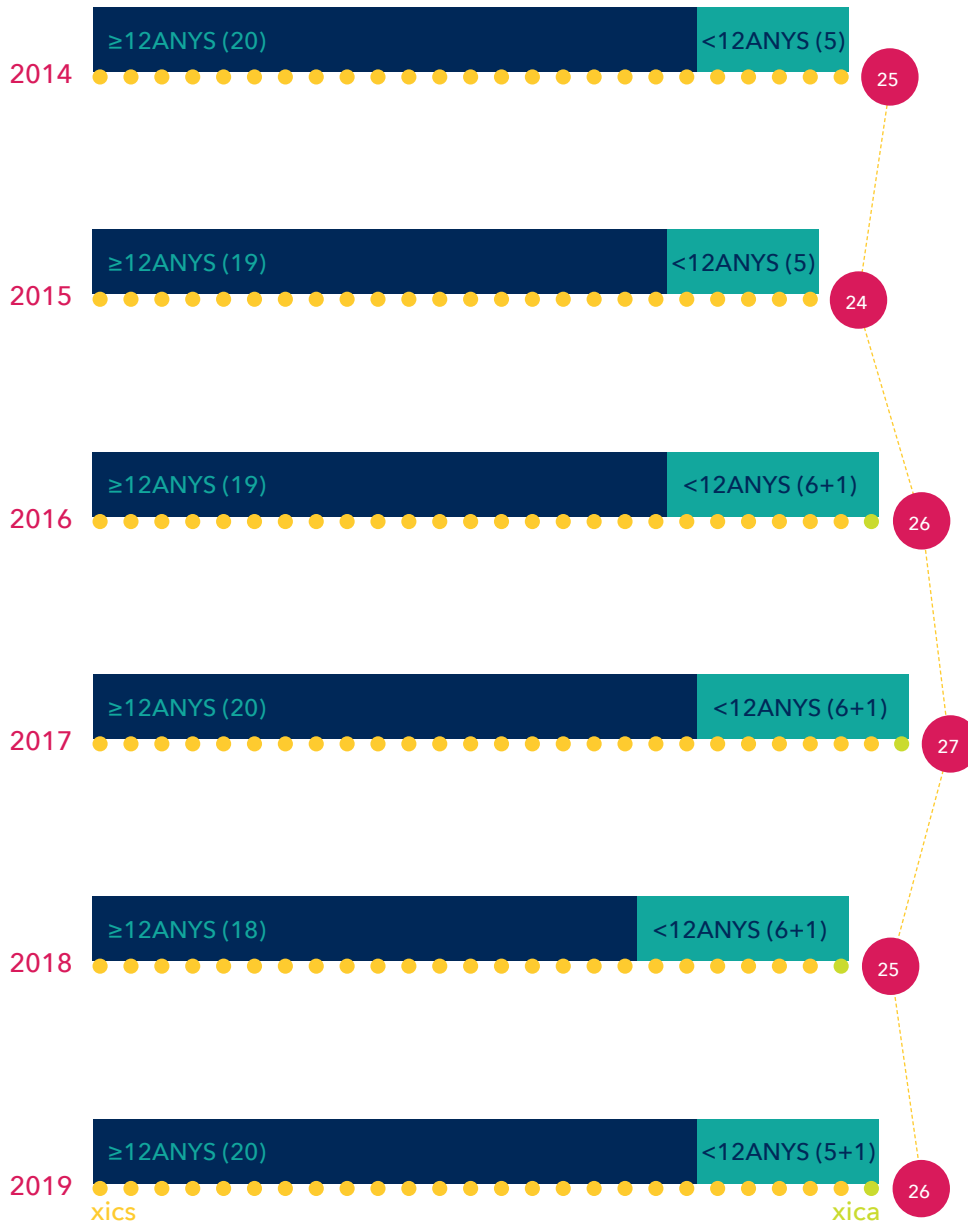 ≥12ANYS (20) <12ANYS (5)
2014 25
≥12ANYS (19) <12ANYS (5)
2015 24
≥12ANYS (19) <12ANYS (6+1)
2016 26
≥12ANYS (20) <12ANYS (6+1)
2017 27
≥12ANYS (18) <12ANYS (6+1)
2018 25
≥12ANYS (20) <12ANYS (5+1)
2019 26
xics xica